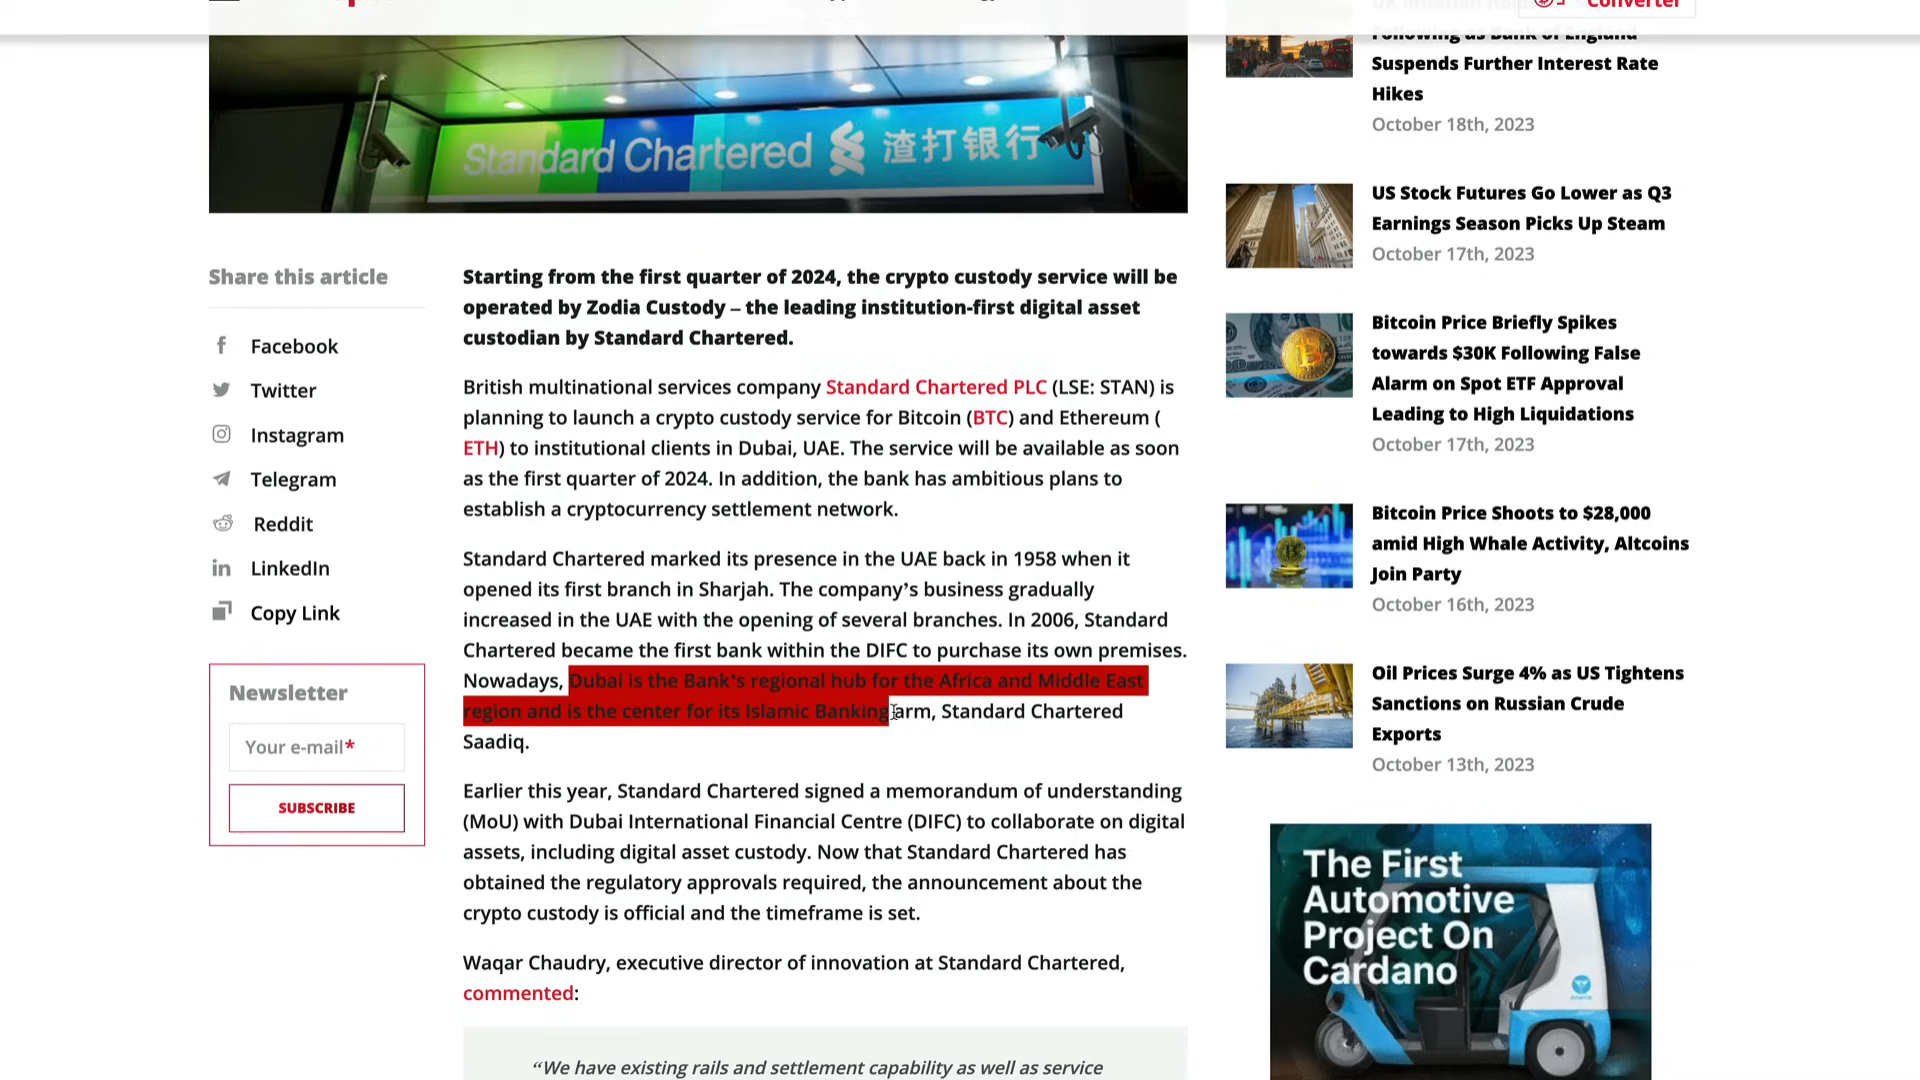 Converter
Standard Chartered 渣打银行
Share this article
Facebook
Twitter
Instagram
Telegram
Reddit
LinkedIn
Copy Link
Newsletter
Your e-mail*
SUBSCRIBE
Starting from the first quarter of 2024, the crypto custody service will be
operated by Zodia Custody – the leading institution-first digital asset
custodian by Standard Chartered.
British multinational services company Standard Chartered PLC (LSE: STAN) is
planning to launch a crypto custody service for Bitcoin (BTC) and Ethereum (
ETH) to institutional clients in Dubai, UAE. The service will be available as soon
as the first quarter of 2024. In addition, the bank has ambitious plans to
establish a cryptocurrency settlement network.
Standard Chartered marked its presence in the UAE back in 1958 when it
opened its first branch in Sharjah. The company’s business gradually
increased in the UAE with the opening of several branches. In 2006, Standard
Chartered became the first bank within the DIFC to purchase its own premises.
Nowadays, Dubai is the Bank’s regional hub for the Africa and Middle East
region and is the center for its Islamic Banking arm, Standard Chartered
Saadiq.
Earlier this year, Standard Chartered signed a memorandum of understanding
(MoU) with Dubai International Financial Centre (DIFC) to collaborate on digital
assets, including digital asset custody. Now that Standard Chartered has
obtained the regulatory approvals required, the announcement about the
crypto custody is official and the timeframe is set.
Waqar Chaudry, executive director of innovation at Standard Chartered,
commented:
“We have existing rails and settlement capability as well as service
Following as Bank of England
Suspends Further Interest Rate
Hikes
October 18th, 2023
US Stock Futures Go Lower as Q3
Earnings Season Picks Up Steam
October 17th, 2023
Bitcoin Price Briefly Spikes
towards $30K Following False
Alarm on Spot ETF Approval
Leading to High Liquidations
October 17th, 2023
Bitcoin Price Shoots to $28,000
amid High Whale Activity, Altcoins
Join Party
October 16th, 2023
Oil Prices Surge 4% as US Tightens
Sanctions on Russian Crude
Exports
October 13th, 2023
The First
Automotive
Project On
Cardano